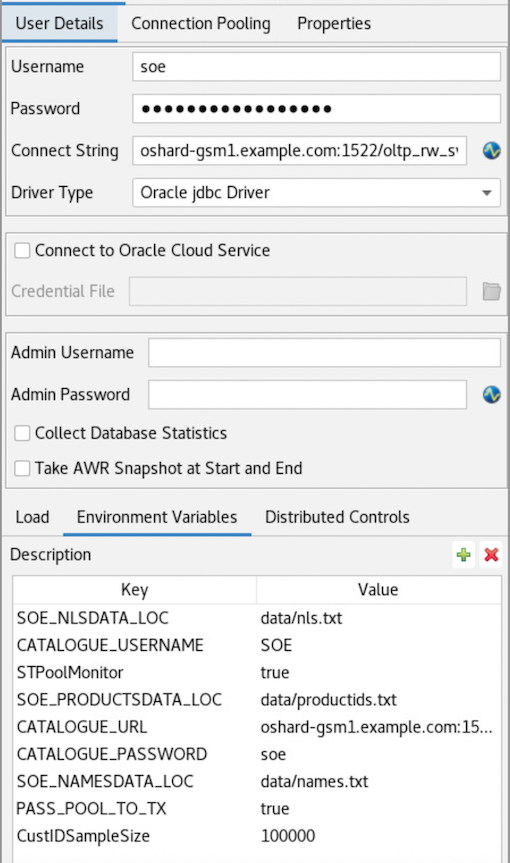 User Details Connection Pooling Properties
Username soe
Password ●●●●●●●●●●●●●●●●●
Connect String oshard-gsm1.example.com:1522/oltp_rw_s
Driver Type Oracle jdbc Driver
Connect to Oracle Cloud Service
Credential File
Admin Username
Admin Password
Collect Database Statistics
Take AWR Snapshot at Start and End
Load Environment Variables Distributed Controls
Description
Key Value
SOE_NLSDATA_LOC data/nls.txt
CATALOGUE_USERNAME SOE
STPoolMonitor true
SOE_PRODUCTSDATA_LOC data/productids.txt
CATALOGUE_URL oshard-gsm1.example.com:15...
CATALOGUE_PASSWORD soe
SOE_NAMESDATA_LOC data/names.txt
PASS_POOL_TO_TX true
CustIDSampleSize 100000